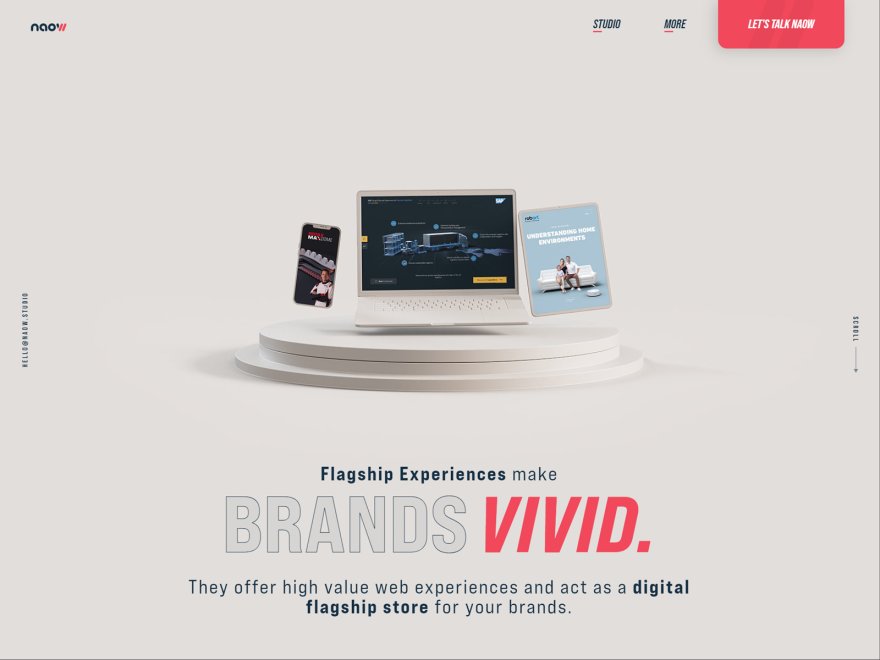 naow
STUDIO
MORE
LET'S TALK NAOW
UNDERSTANDING HOME
ENVIRONMENTS
HELLO@NAOW.STUDIO
SCROLL
Flagship Experiences make
BRANDS VIVID.
They offer high value web experiences and act as a digital
flagship store for your brands.